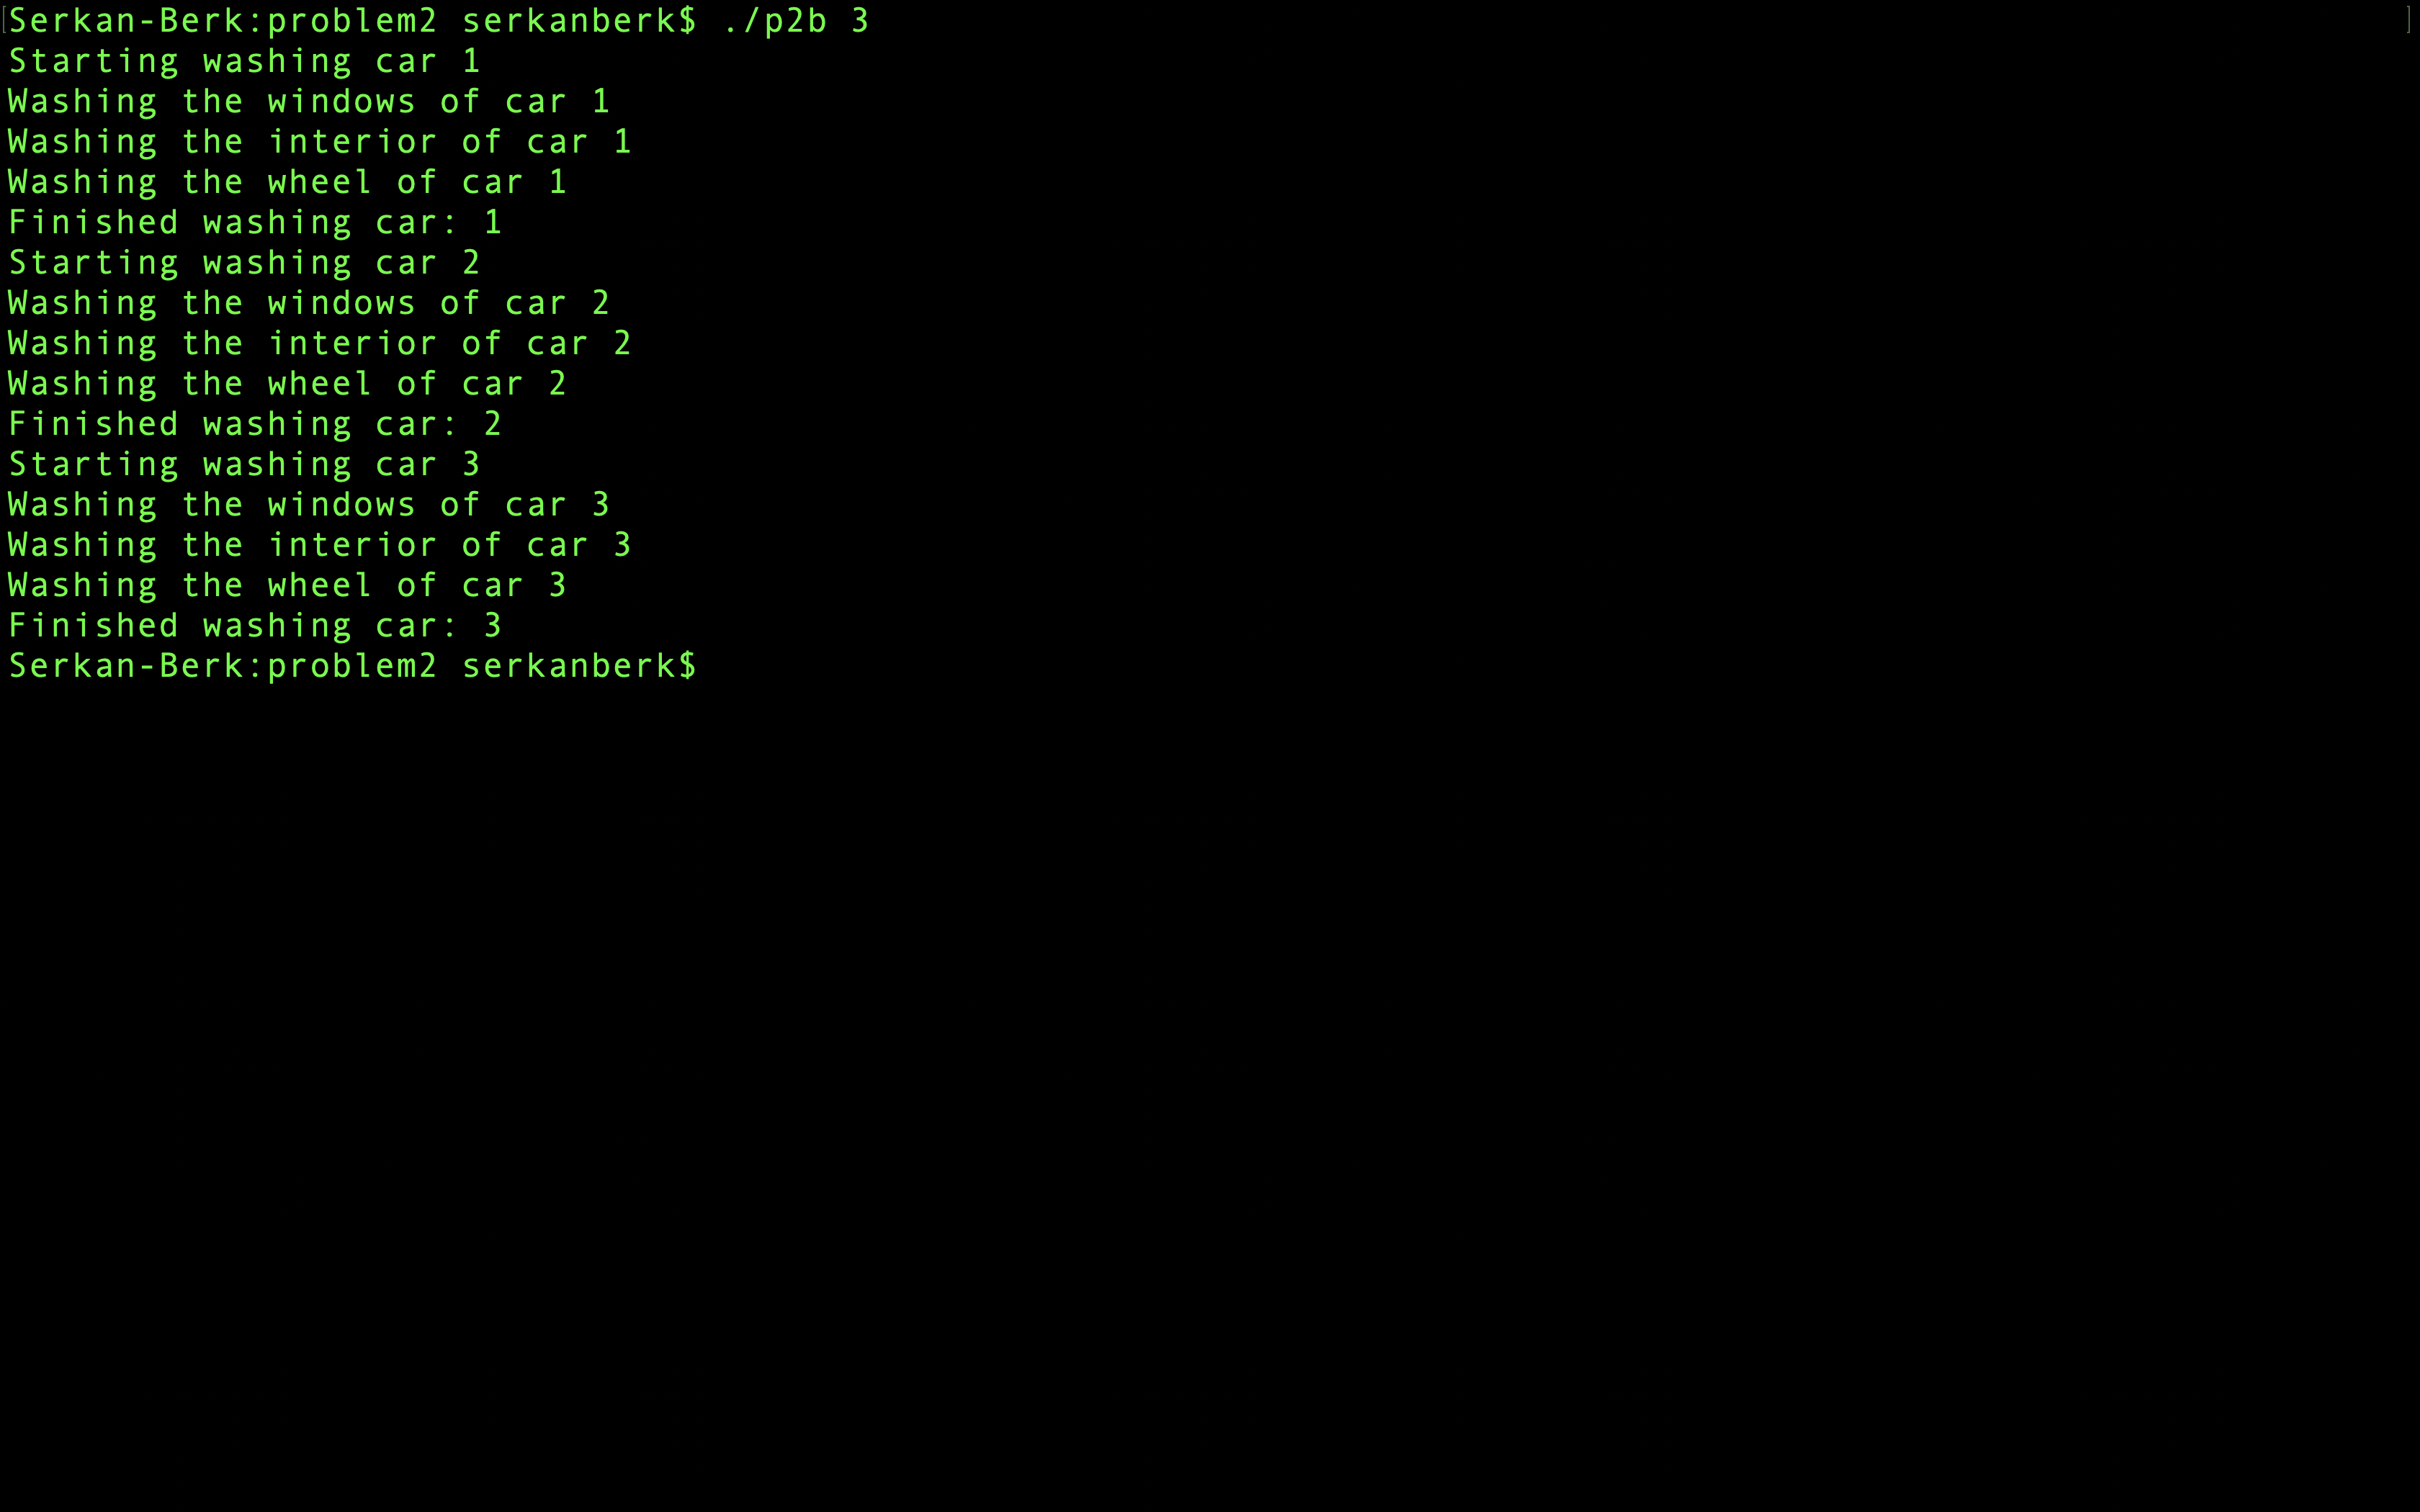 Serkan-Berk:problem2 serkanberk$ ./p2b 3
Starting washing car 1
Washing the windows of car 1
Washing the interior of car 1
Washing the wheel of car 1
Finished washing car: 1
Starting washing car 2
Washing the windows of car 2
Washing the interior of car 2
Washing the wheel of car 2
Finished washing car: 2
Starting washing car 3
Washing the windows of car 3
Washing the interior of car 3
Washing the wheel of car 3
Finished washing car: 3
Serkan-Berk:problem2 serkanberk$